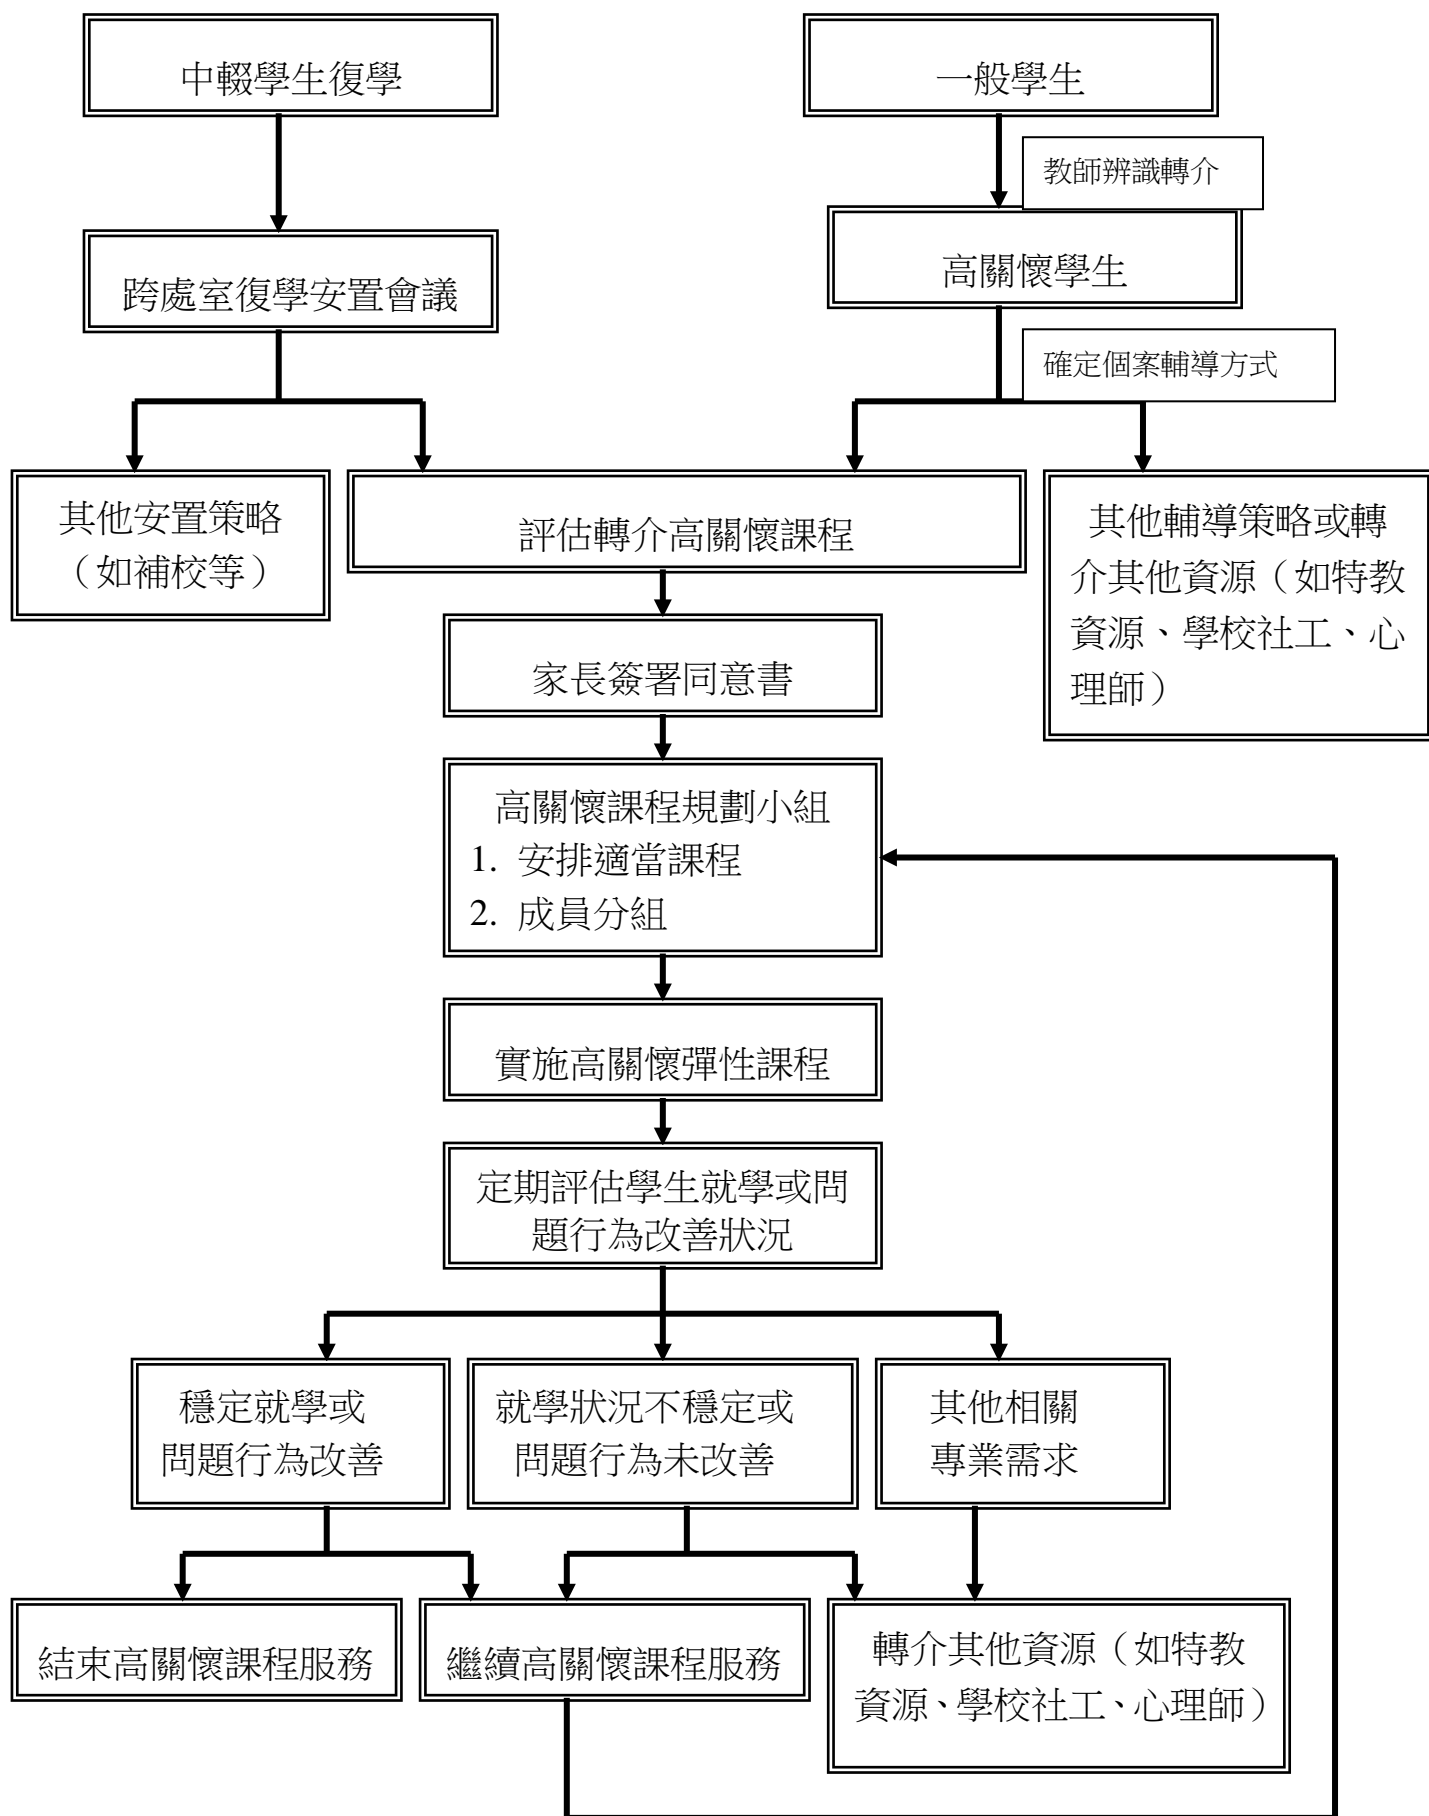 中輟學生復學
一般學生
教師辨識轉介
跨處室復學安置會議
高關懷學生
確定個案輔導方式
其他安置策略
（如補校等）
評估轉介高關懷課程
其他輔導策略或轉
介其他資源（如特教
資源、學校社工、心
理師）
家長簽署同意書
高關懷課程規劃小組
1. 安排適當課程
2. 成員分組
實施高關懷彈性課程
定期評估學生就學或問
題行為改善狀況
穩定就學或
問題行為改善
就學狀況不穩定或
問題行為未改善
其他相關
專業需求
結束高關懷課程服務
繼續高關懷課程服務
轉介其他資源（如特教
資源、學校社工、心理師）